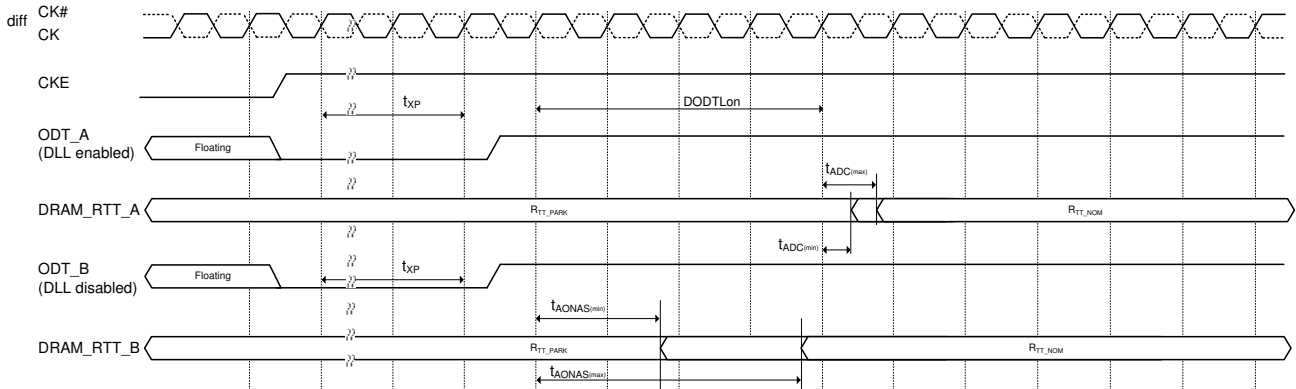 diff CK#
CK
CKE
tXP
DODTLon
ODT_A
(DLL enabled)
Floating
tADC(max)
DRAM_RTT_A
RTT_PARK
RTT_NOM
tADC(min)
ODT_B
(DLL disabled)
Floating
tXP
tAONAS(min)
DRAM_RTT_B
RTT_PARK
RTT_NOM
tAONAS(max)